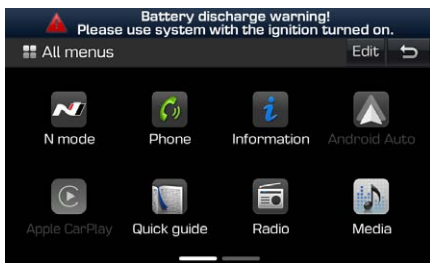 Battery discharge warning!
Please use system with the ignition turned on.
All menus
Edit
N mode
Phone
Information
Android Auto
Apple CarPlay
Quick guide
Radio
Media